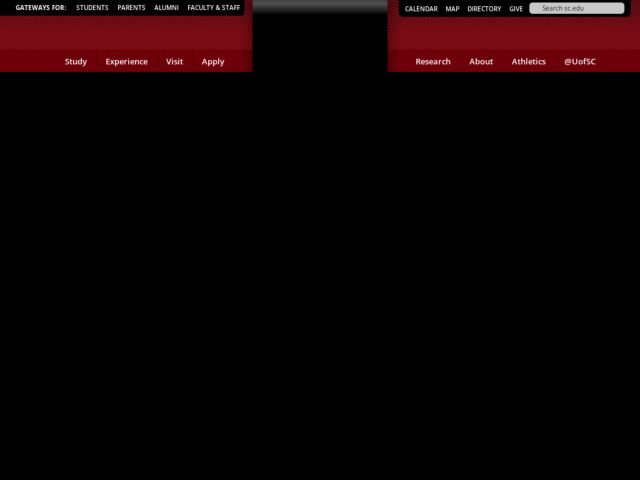 GATEWAYS FOR: STUDENTS PARENTS ALUMNI FACULTY & STAFF
CALENDAR MAP DIRECTORY GIVE Search sc.edu
Study Experience Visit Apply
Research About Athletics @UofSC